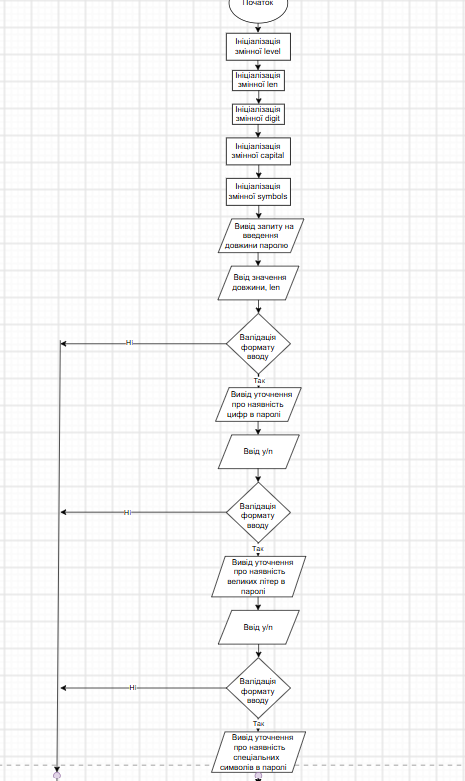 Початок
Ініціалізація
змінної level
Ініціалізація
змінної len
Ініціалізація
змінної digit
Ініціалізація
змінної capital
Ініціалізація
змінної symbols
Вивід запиту на
введення
довжини паролю
Ввід значення
довжини, len
Валідація
формату
вводу
Ні
Так
Вивід уточнення
про наявність
цифр в паролі
Ввід y/n
Валідація
формату
вводу
Ні
Так
Вивід уточнення
про наявність
великих літер в
паролі
Ввід y/n
Валідація
формату
вводу
Ні
Так
Вивід уточнення
про наявність
спеціальних
символів в паролі